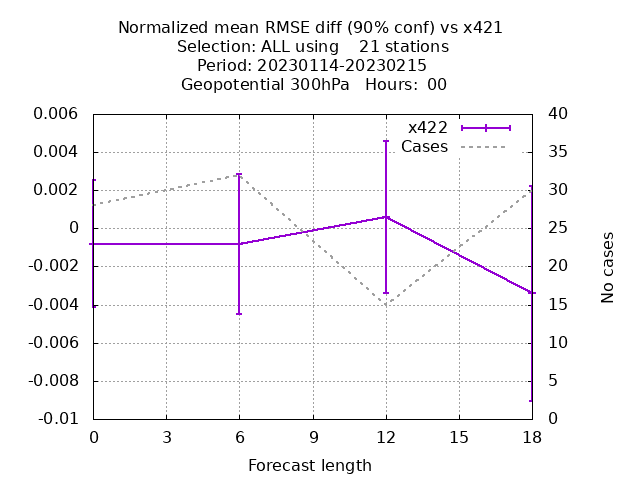 Normalized mean RMSE diff (90% conf) vs x421
Selection: ALL using    21 stations
Period: 20230114-20230215
Geopotential 300hPa   Hours:  00
x422
Cases
0.006
0.004
0.002
0
-0.002
-0.004
-0.006
-0.008
-0.01
40
35
30
25
20
15
10
5
0
No cases
0 3 6 9 12 15 18
Forecast length